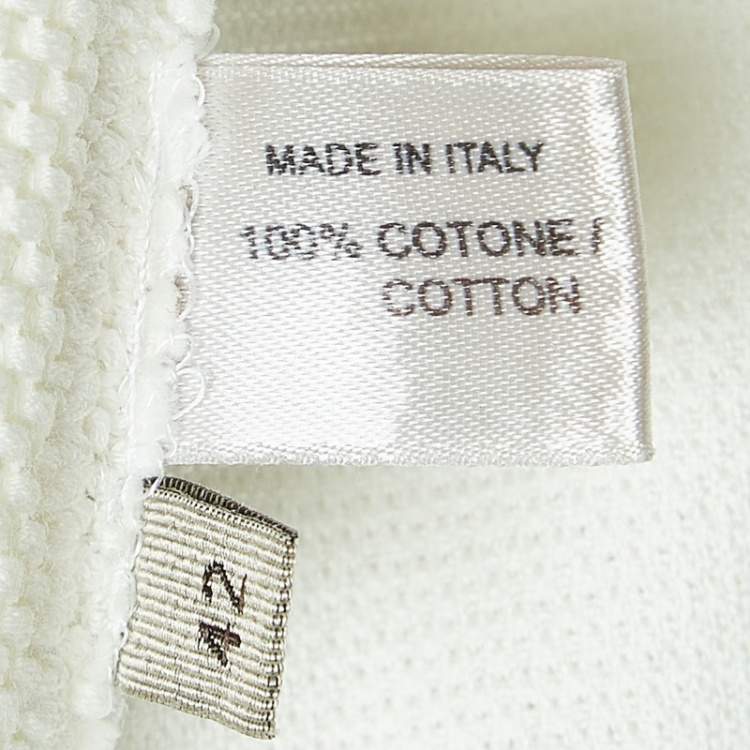 MADE IN ITALY
100% COTONE /
COTTON
42